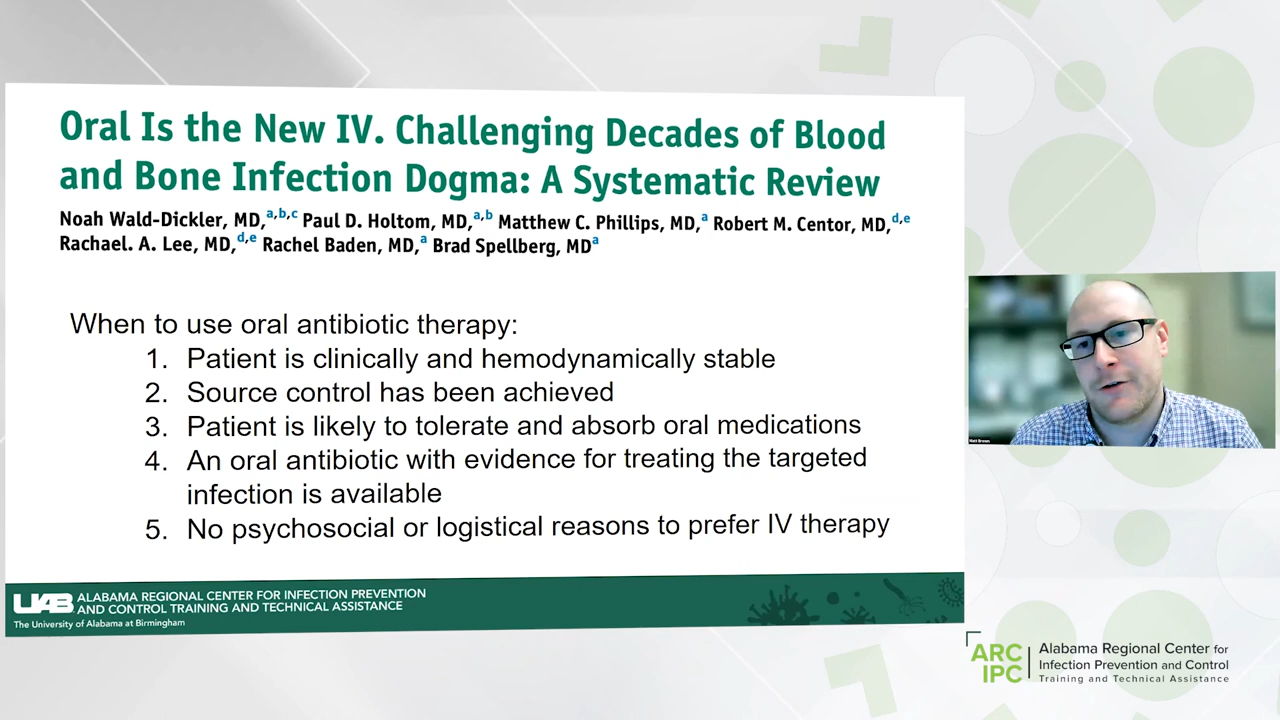 Oral Is the New IV. Challenging Decades of Blood
and Bone Infection Dogma: A Systematic Review
Noah Wald-Dickler, MD,a,b,c Paul D. Holtom, MD,a,b Matthew C. Phillips, MD,a Robert M. Centor, MD,d,e
Rachael. A. Lee, MD,d,e Rachel Baden, MD,a Brad Spellberg, MDa
When to use oral antibiotic therapy:
1. Patient is clinically and hemodynamically stable
2. Source control has been achieved
3. Patient is likely to tolerate and absorb oral medications
4. An oral antibiotic with evidence for treating the targeted
infection is available
5. No psychosocial or logistical reasons to prefer IV therapy
UAB ALABAMA REGIONAL CENTER FOR INFECTION PREVENTION
AND CONTROL TRAINING AND TECHNICAL ASSISTANCE
The University of Alabama at Birmingham
Matt Brown
ARC IPC
Alabama Regional Center for
Infection Prevention and Control
Training and Technical Assistance